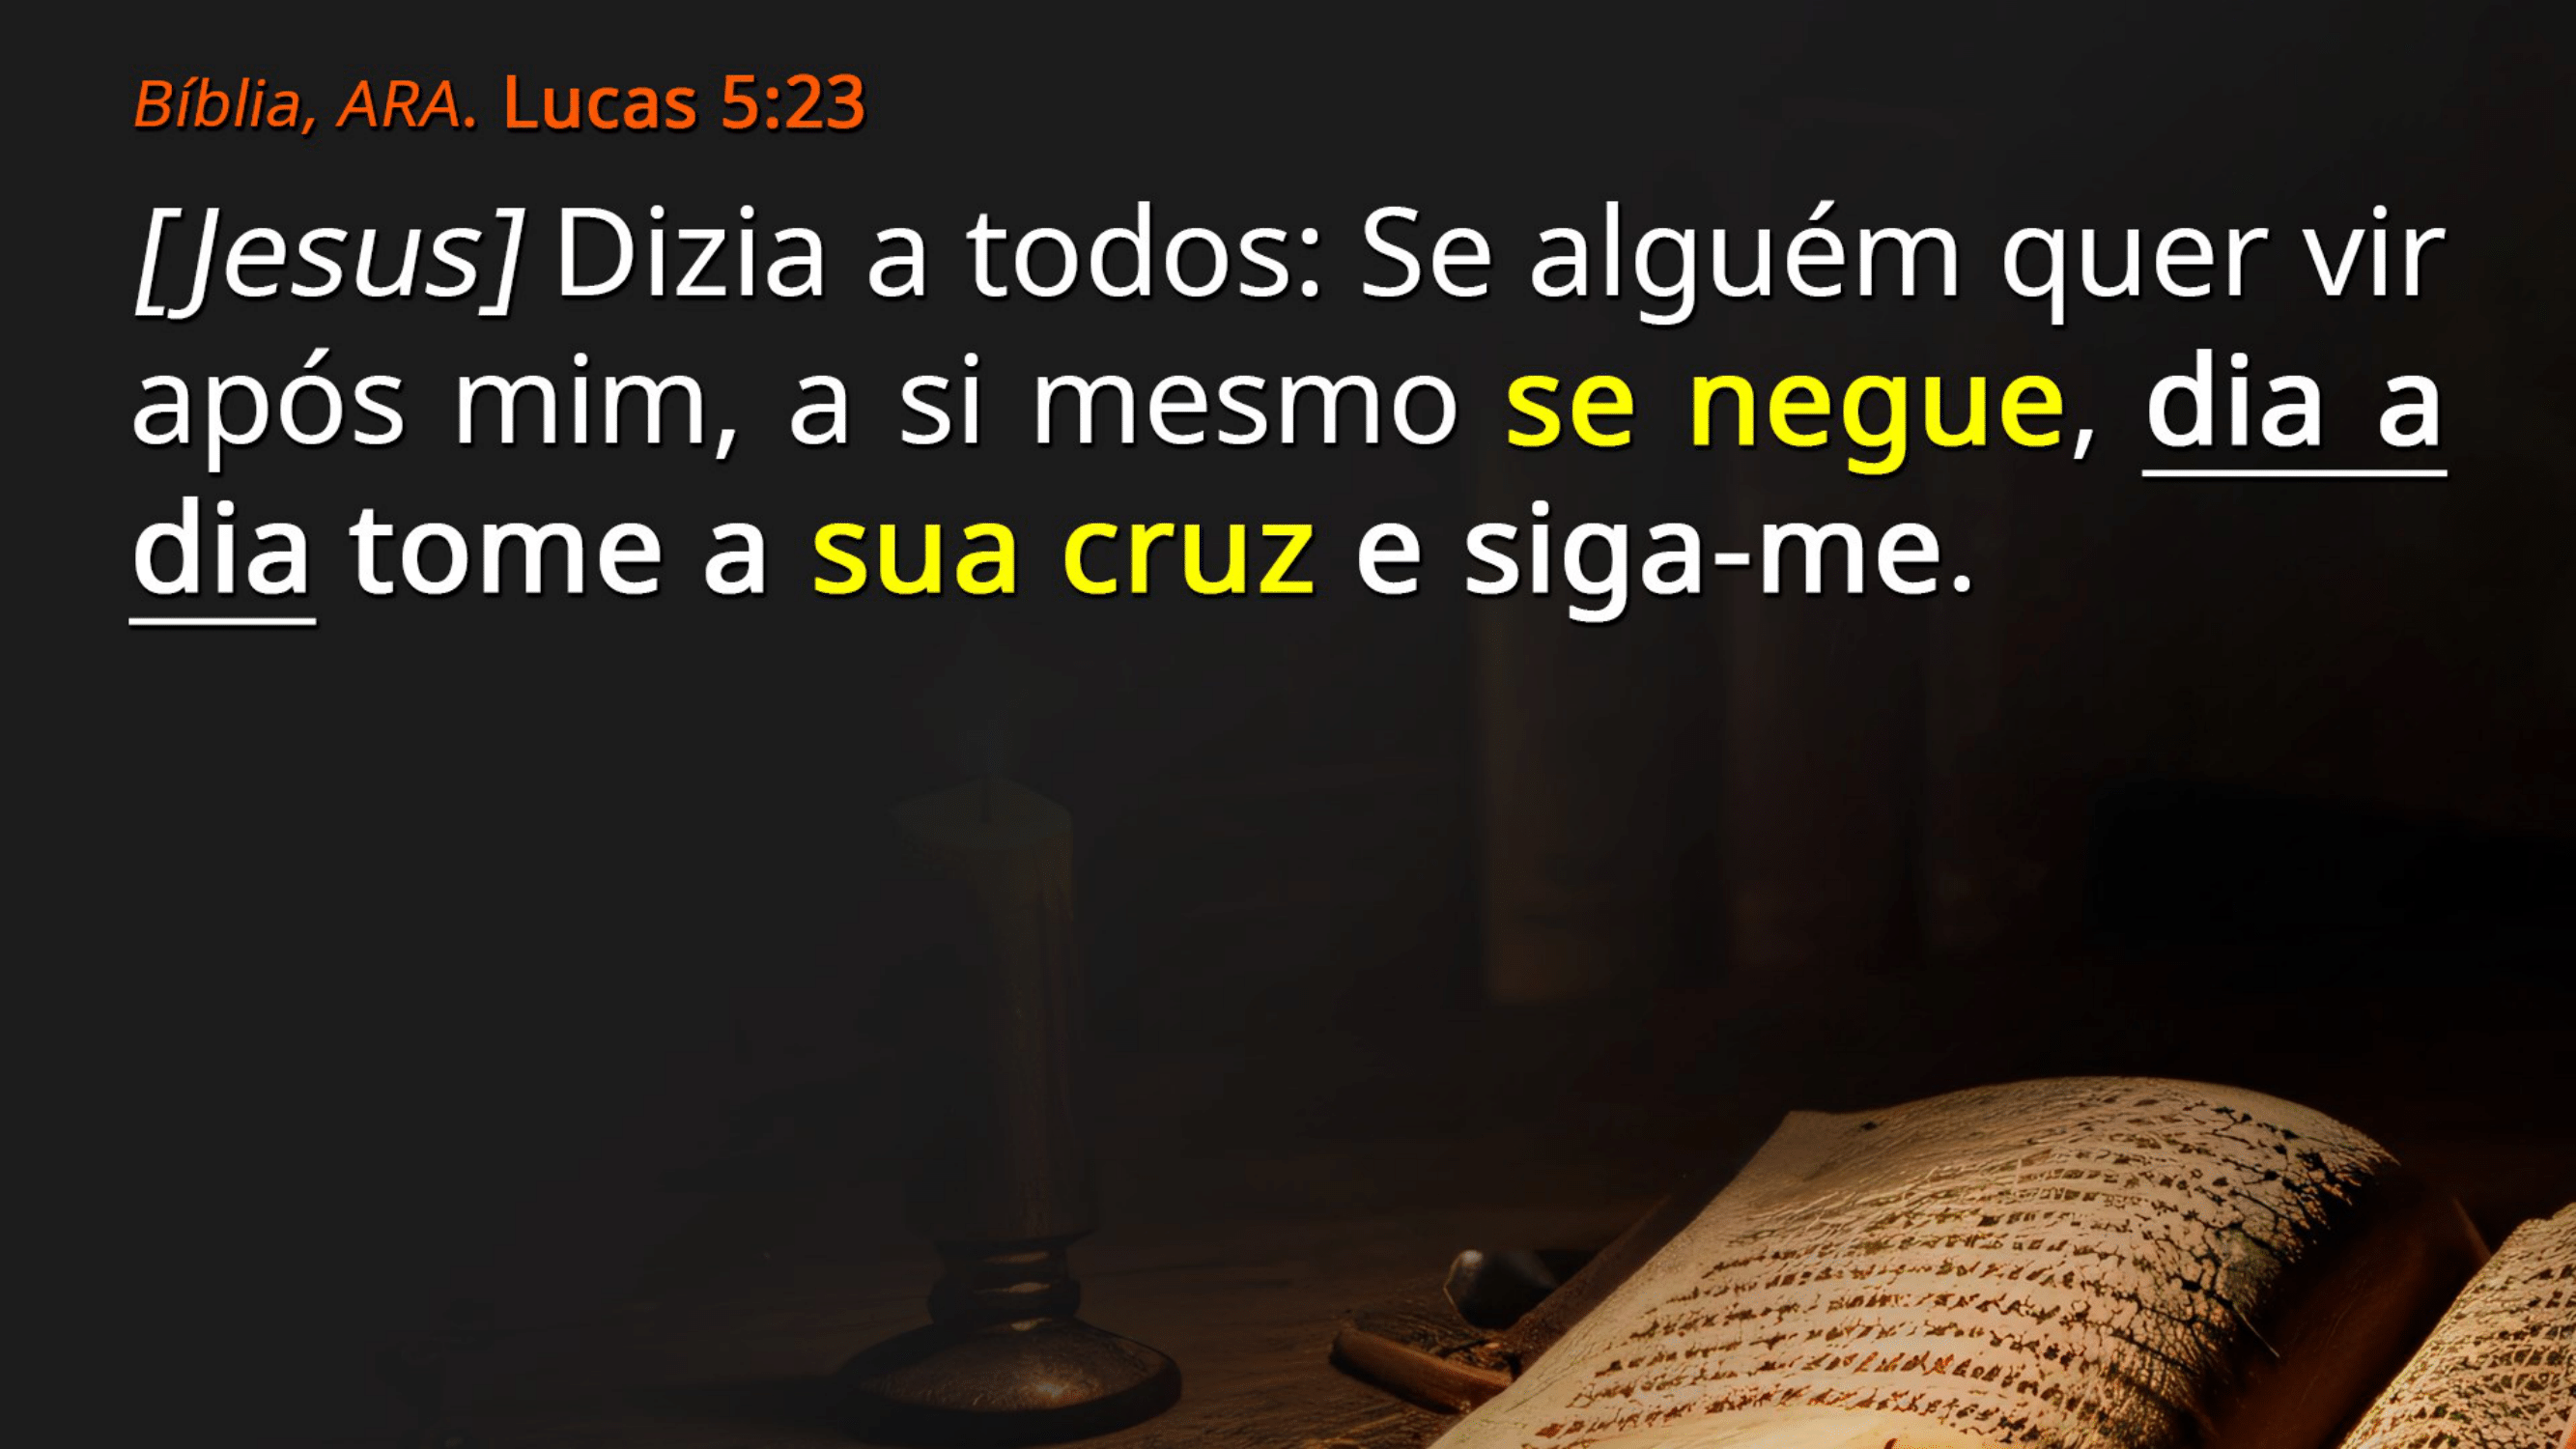 Bíblia, ARA. Lucas 5:23
[Jesus] Dizia a todos: Se alguém quer vir
após mim, a si mesmo se negue, dia a
dia tome a sua cruz e siga-me.